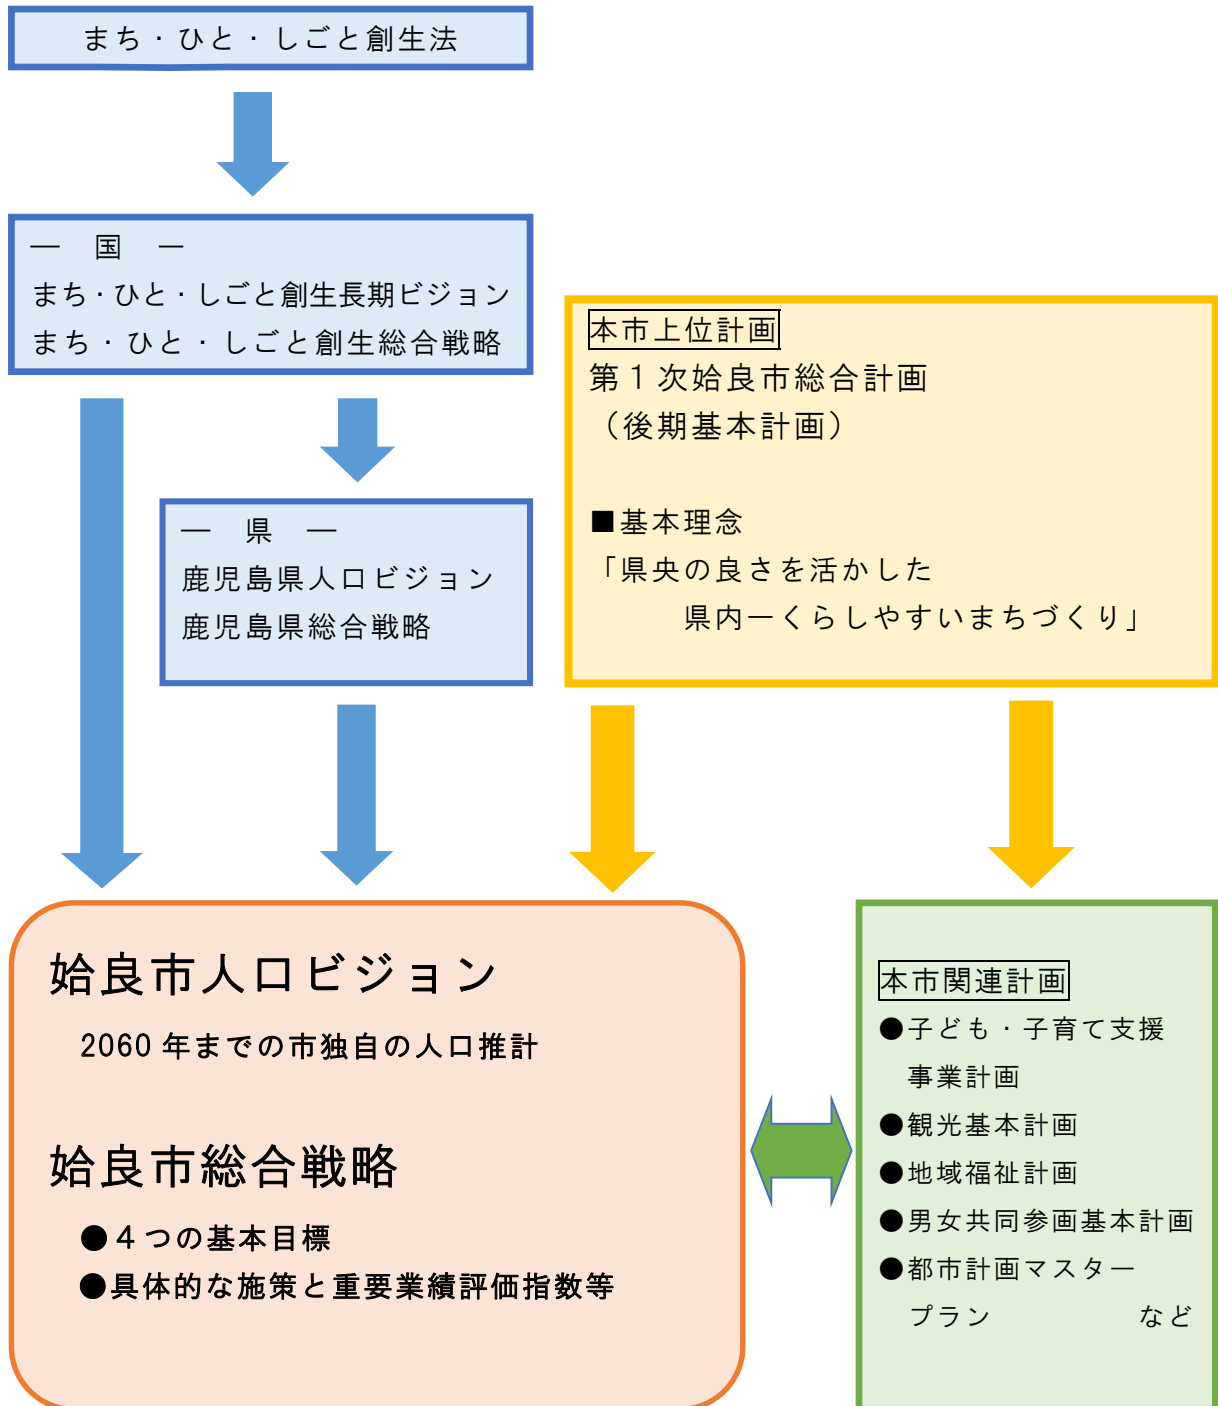 まち・ひと・しごと創生法
― 国 ―
まち・ひと・しごと創生長期ビジョン
まち・ひと・しごと創生総合戦略
本市上位計画
第１次姶良市総合計画
（後期基本計画）
■基本理念
「県央の良さを活かした
県内一くらしやすいまちづくり」
― 県 ―
鹿児島県人口ビジョン
鹿児島県総合戦略
姶良市人口ビジョン
2060 年までの市独自の人口推計
姶良市総合戦略
●４つの基本目標
●具体的な施策と重要業績評価指数等
本市関連計画
●子ども・子育て支援
事業計画
●観光基本計画
●地域福祉計画
●男女共同参画基本計画
●都市計画マスター
プラン など